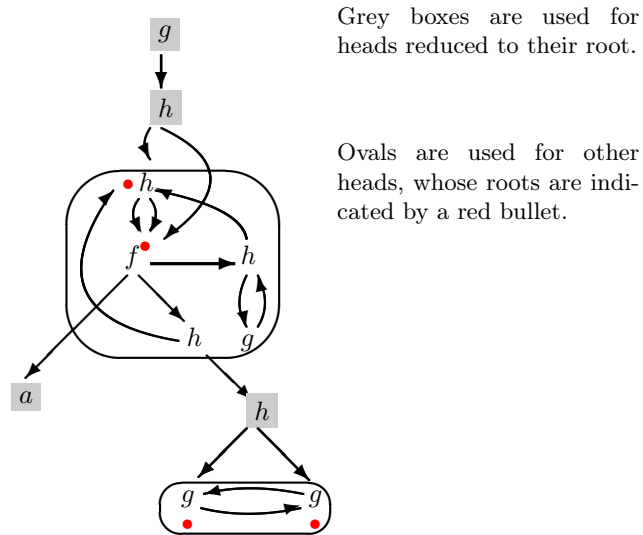 g
Grey boxes are used for
heads reduced to their root.
h
Ovals are used for other
heads, whose roots are indi-
cated by a red bullet.
h
f
h
h
g
a
h
g g